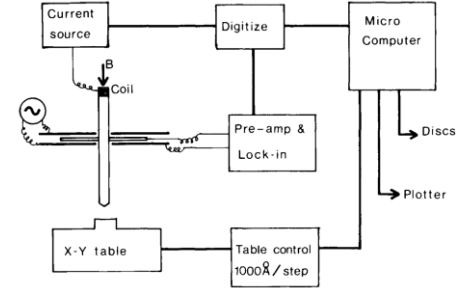 Current
source
Digitize
Micro
Computer
B
Coil
Pre-amp &
Lock-in
Discs
Plotter
X-Y table
Table control
1000Å/step